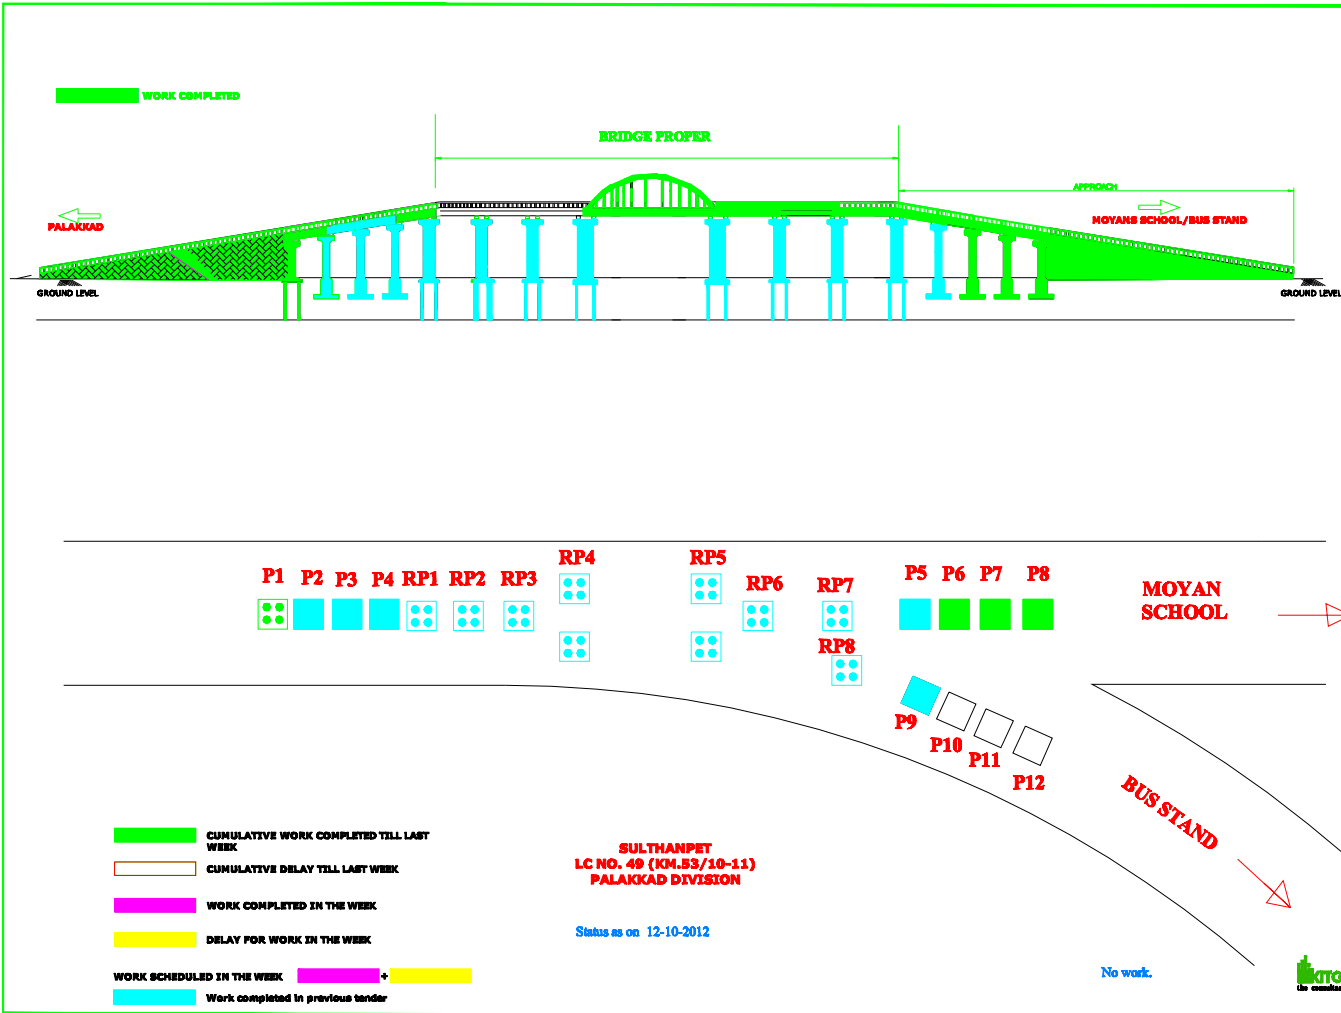 WORK COMPLETED
BRIDGE PROPER
APPROACH
PALAKKAD
MOYANS SCHOOL/BUS STAND
GROUND LEVEL
GROUND LEVEL
RP4
RP5
P1
P2
P3
P4
RP1
RP2
RP3
RP6
RP7
P5
P6
P7
P8
MOYAN
SCHOOL
RP8
P9
P10
P11
P12
BUS STAND
CUMULATIVE WORK COMPLETED TILL LAST
WEEK
CUMULATIVE DELAY TILL LAST WEEK
WORK COMPLETED IN THE WEEK
DELAY FOR WORK IN THE WEEK
WORK SCHEDULED IN THE WEEK +
Work completed in previous tender
SULTHANPET
LC NO. 49 (KM.53/10-11)
PALAKKAD DIVISION
Status as on 12-10-2012
No work.